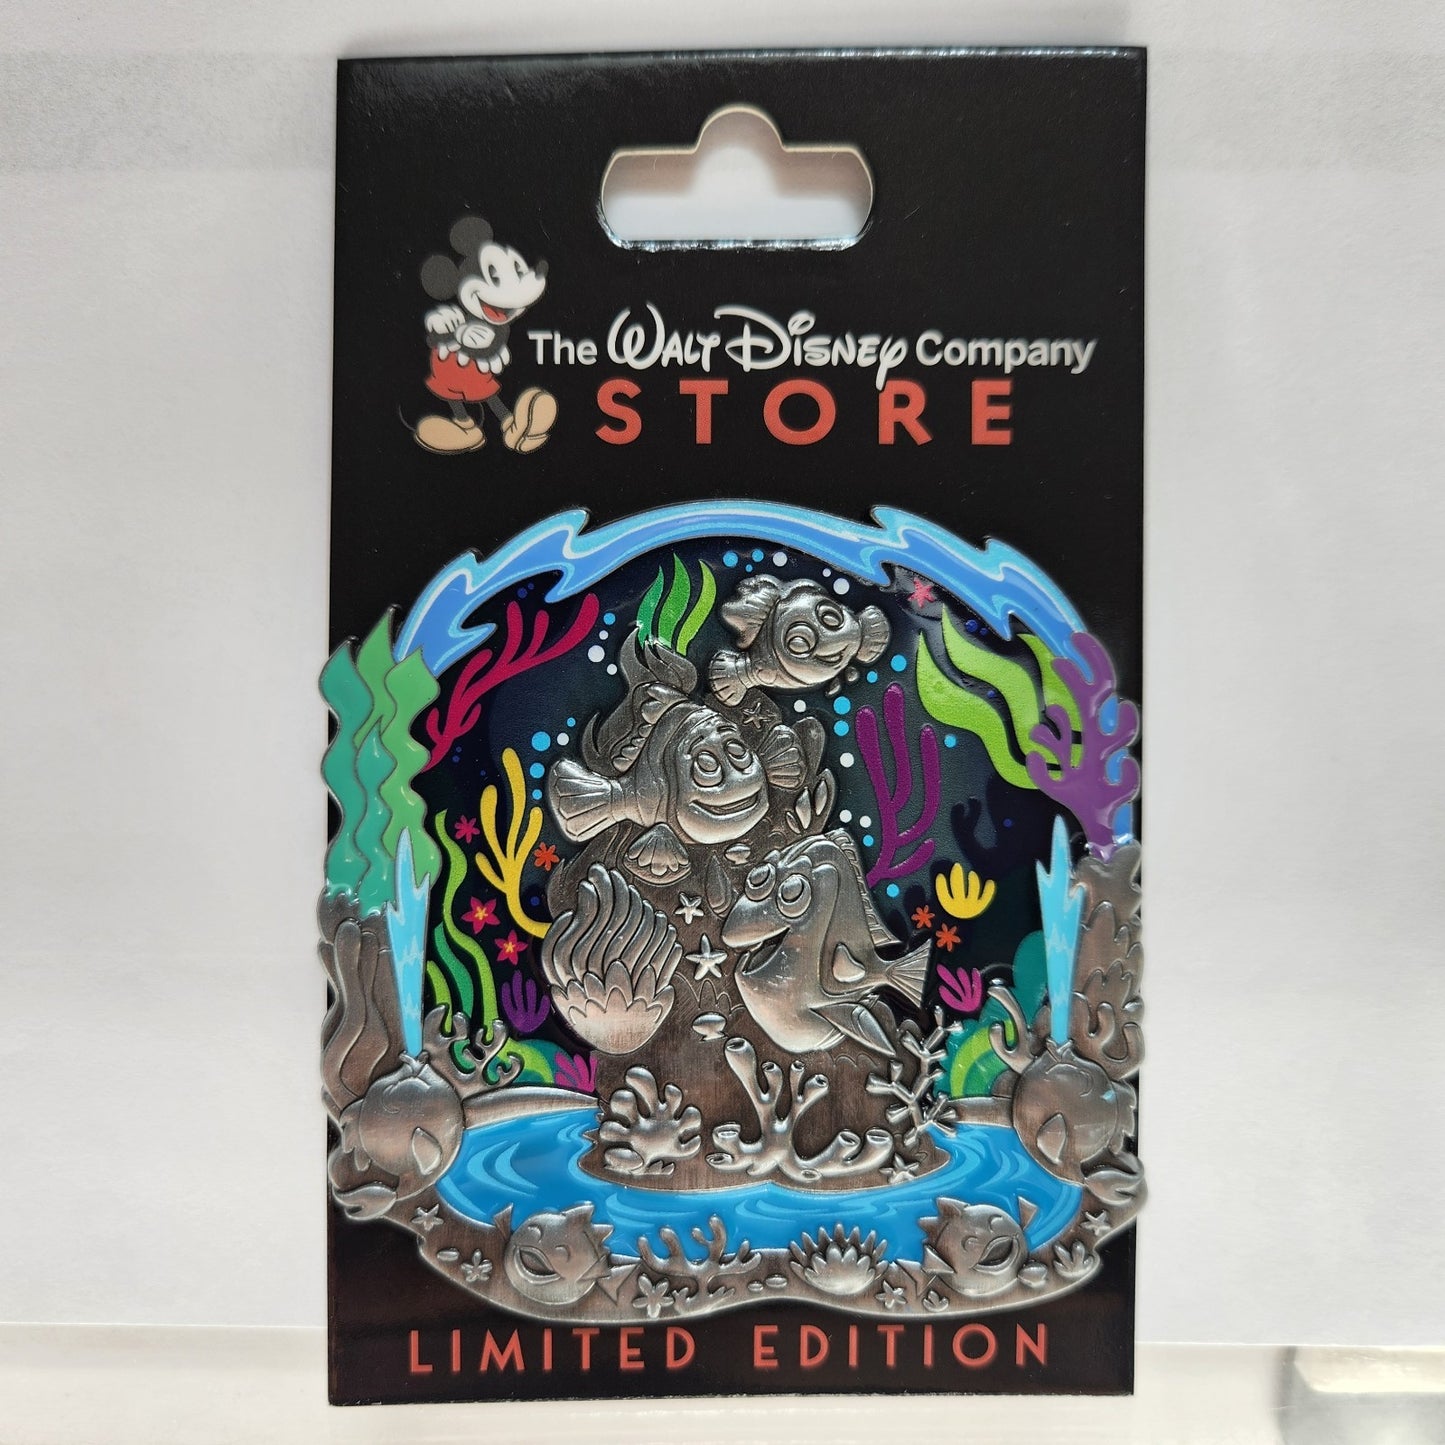 The Walt Disney Company
STORE
LIMITED EDITION